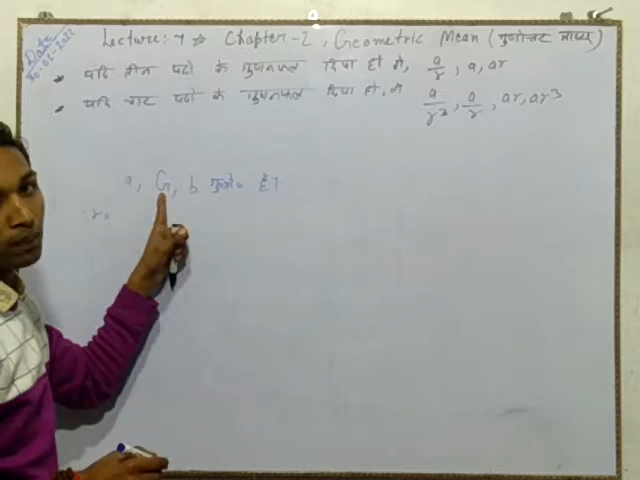 Date
30-05-2022
Lecture:-7 ⇒ Chapter-2, Geometric Mean (गुणोत्तर माध्य)
* यदि तीन पदो के गुणनफल दिया हो तो, a/r, a, ar
* यदि चार पदो के गुणनफल दिया हो, तो a/r³, a/r, ar, ar³
a, G, b गुणो० है।
∵ r =